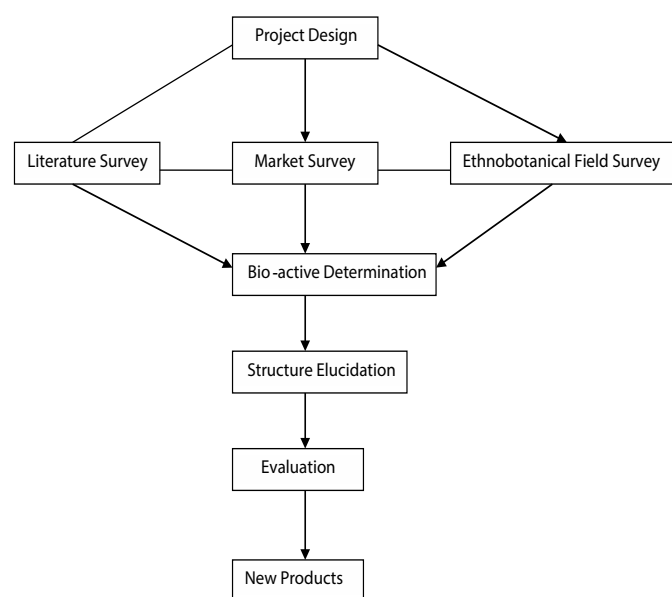 Project Design
Literature Survey
Market Survey
Ethnobotanical Field Survey
Bio-active Determination
Structure Elucidation
Evaluation
New Products